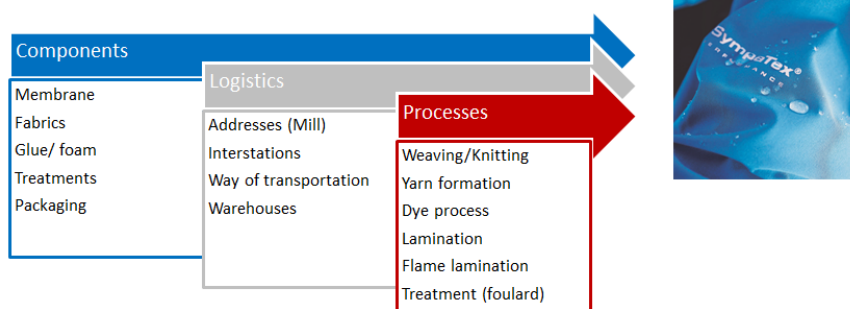 Components
Membrane
Fabrics
Glue/ foam
Treatments
Packaging
Logistics
Addresses (Mill)
Interstations
Way of transportation
Warehouses
Processes
Weaving/Knitting
Yarn formation
Dye process
Lamination
Flame lamination
Treatment (foulard)
SympaTex®
PERFORMANCE